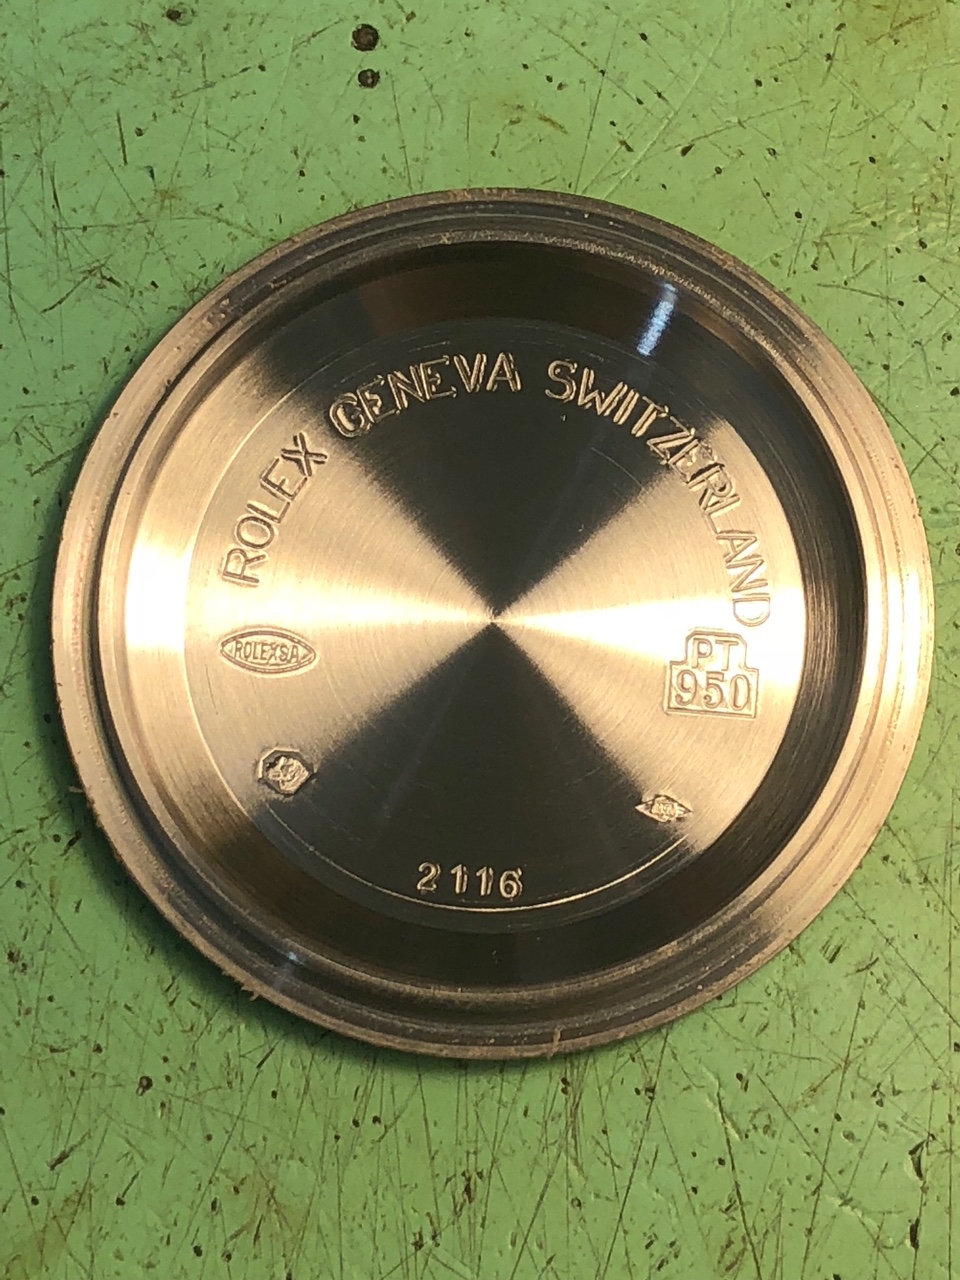 ROLEX GENEVA SWITZERLAND
ROLEX SA
PT
950
2116